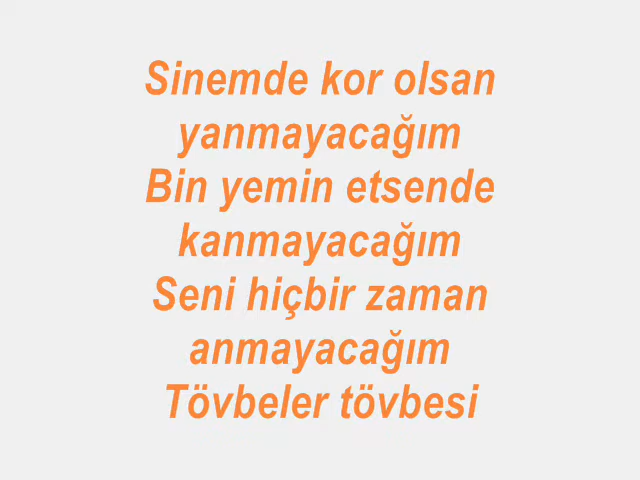 Sinemde kor olsan
yanmayacağım
Bin yemin etsende
kanmayacağım
Seni hiçbir zaman
anmayacağım
Tövbeler tövbesi